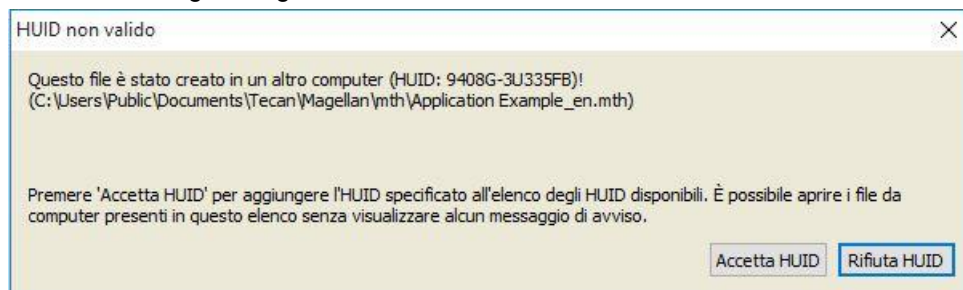 HUID non valido
Questo file è stato creato in un altro computer (HUID: 9408G-3U335FB)!
(C:\Users\Public\Documents\Tecan\Magellan\mth\Application Example_en.mth)
Premere 'Accetta HUID' per aggiungere l'HUID specificato all'elenco degli HUID disponibili. È possibile aprire i file da
computer presenti in questo elenco senza visualizzare alcun messaggio di avviso.
Accetta HUID Rifiuta HUID